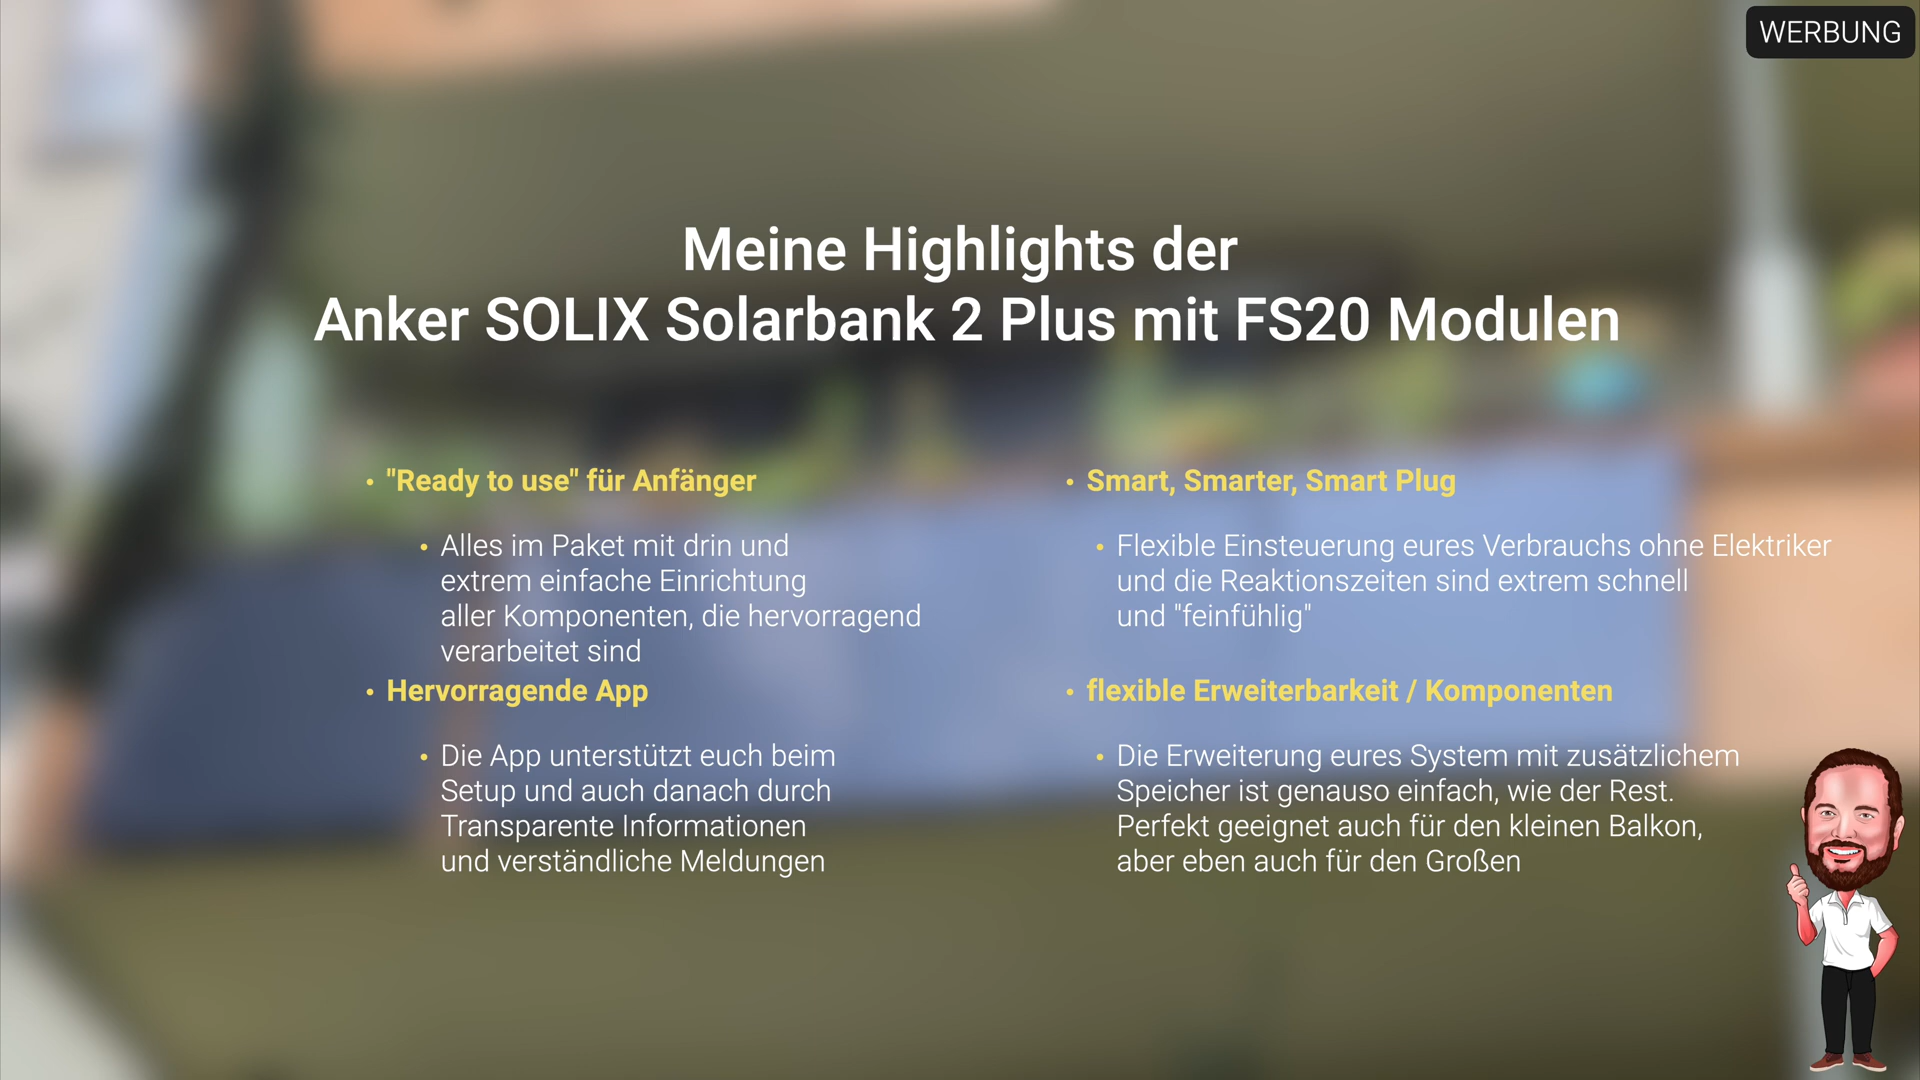 WERBUNG
Meine Highlights der
Anker SOLIX Solarbank 2 Plus mit FS20 Modulen
• "Ready to use" für Anfänger
• Alles im Paket mit drin und
extrem einfache Einrichtung
aller Komponenten, die hervorragend
verarbeitet sind
• Hervorragende App
• Die App unterstützt euch beim
Setup und auch danach durch
Transparente Informationen
und verständliche Meldungen
• Smart, Smarter, Smart Plug
• Flexible Einsteuerung eures Verbrauchs ohne Elektriker
und die Reaktionszeiten sind extrem schnell
und "feinfühlig"
• flexible Erweiterbarkeit / Komponenten
• Die Erweiterung eures System mit zusätzlichem
Speicher ist genauso einfach, wie der Rest.
Perfekt geeignet auch für den kleinen Balkon,
aber eben auch für den Großen